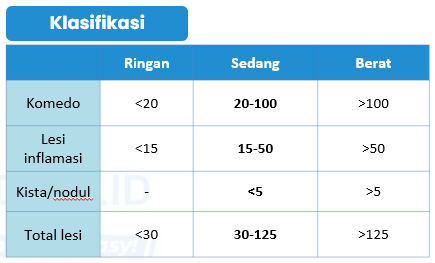 Klasifikasi
Ringan Sedang Berat
Komedo <20 20-100 >100
Lesi
inflamasi <15 15-50 >50
Kista/nodul - <5 >5
Total lesi <30 30-125 >125